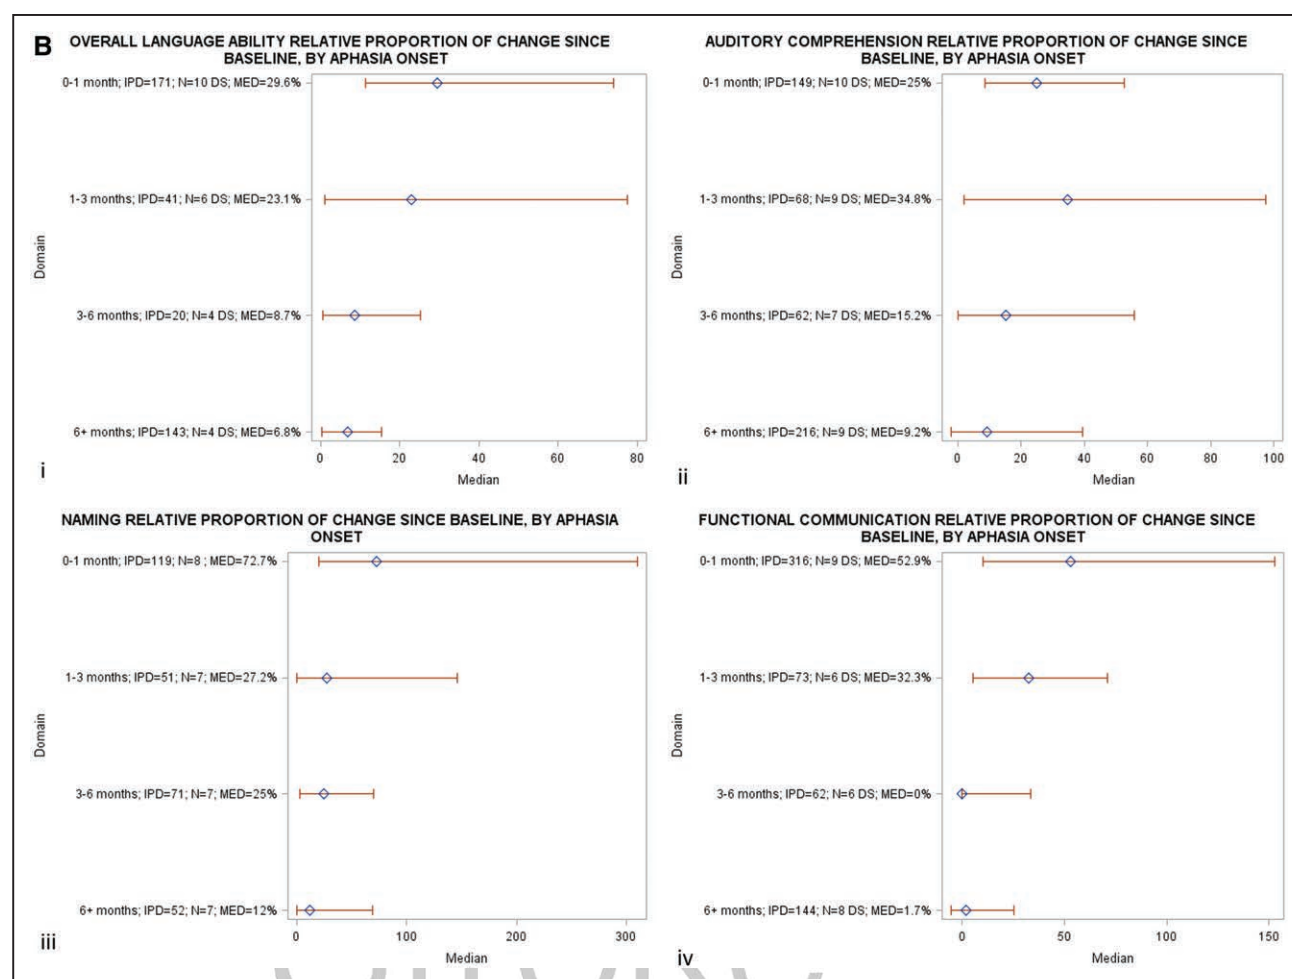 B
OVERALL LANGUAGE ABILITY RELATIVE PROPORTION OF CHANGE SINCE
BASELINE, BY APHASIA ONSET
0-1 month; IPD=171; N=10 DS; MED=29.6%
1-3 months; IPD=41; N=6 DS; MED=23.1%
Domain
3-6 months; IPD=20; N=4 DS; MED=8.7%
6+ months; IPD=143; N=4 DS; MED=6.8%
0 20 40 60 80
Median
i
AUDITORY COMPREHENSION RELATIVE PROPORTION OF CHANGE SINCE
BASELINE, BY APHASIA ONSET
0-1 month; IPD=149; N=10 DS; MED=25%
1-3 months; IPD=68; N=9 DS; MED=34.8%
Domain
3-6 months; IPD=62; N=7 DS; MED=15.2%
6+ months; IPD=216; N=9 DS; MED=9.2%
0 20 40 60 80 100
Median
ii
NAMING RELATIVE PROPORTION OF CHANGE SINCE BASELINE, BY APHASIA
ONSET
0-1 month; IPD=119; N=8 ; MED=72.7%
1-3 months; IPD=51; N=7; MED=27.2%
Domain
3-6 months; IPD=71; N=7; MED=25%
6+ months; IPD=52; N=7; MED=12%
0 100 200 300
Median
iii
FUNCTIONAL COMMUNICATION RELATIVE PROPORTION OF CHANGE SINCE
BASELINE, BY APHASIA ONSET
0-1 month; IPD=316; N=9 DS; MED=52.9%
1-3 months; IPD=73; N=6 DS; MED=32.3%
Domain
3-6 months; IPD=62; N=6 DS; MED=0%
6+ months; IPD=144; N=8 DS; MED=1.7%
0 50 100 150
Median
iv